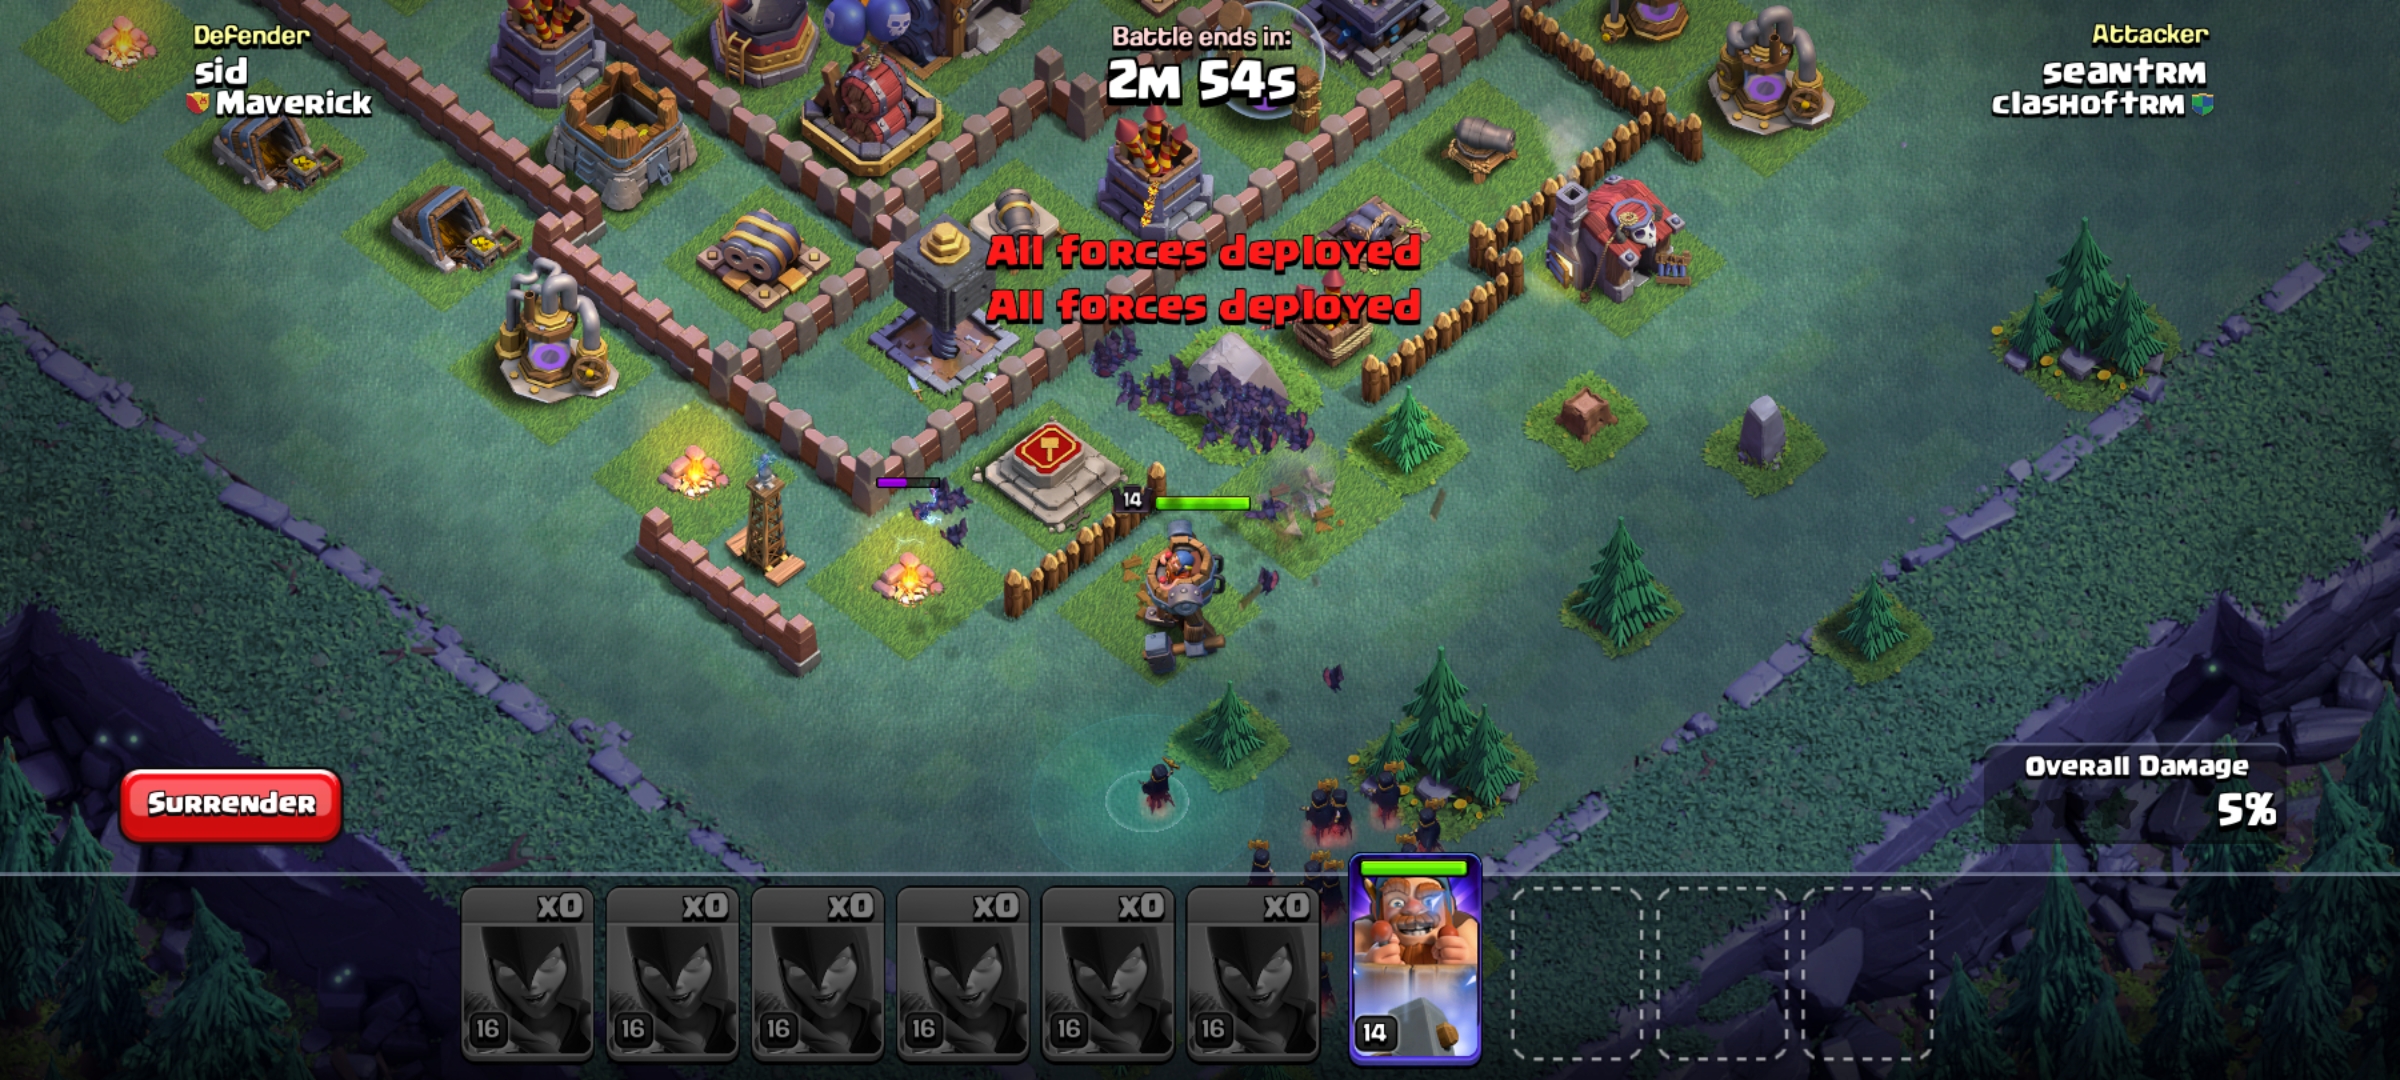 Defender
sid
Maverick
Battle ends in:
2M 54s
Attacker
seantrm
clashoftrm
All forces deployed
All forces deployed
14
Surrender
Overall Damage
5%
x0
x0
x0
x0
x0
x0
16
16
16
16
16
16
14